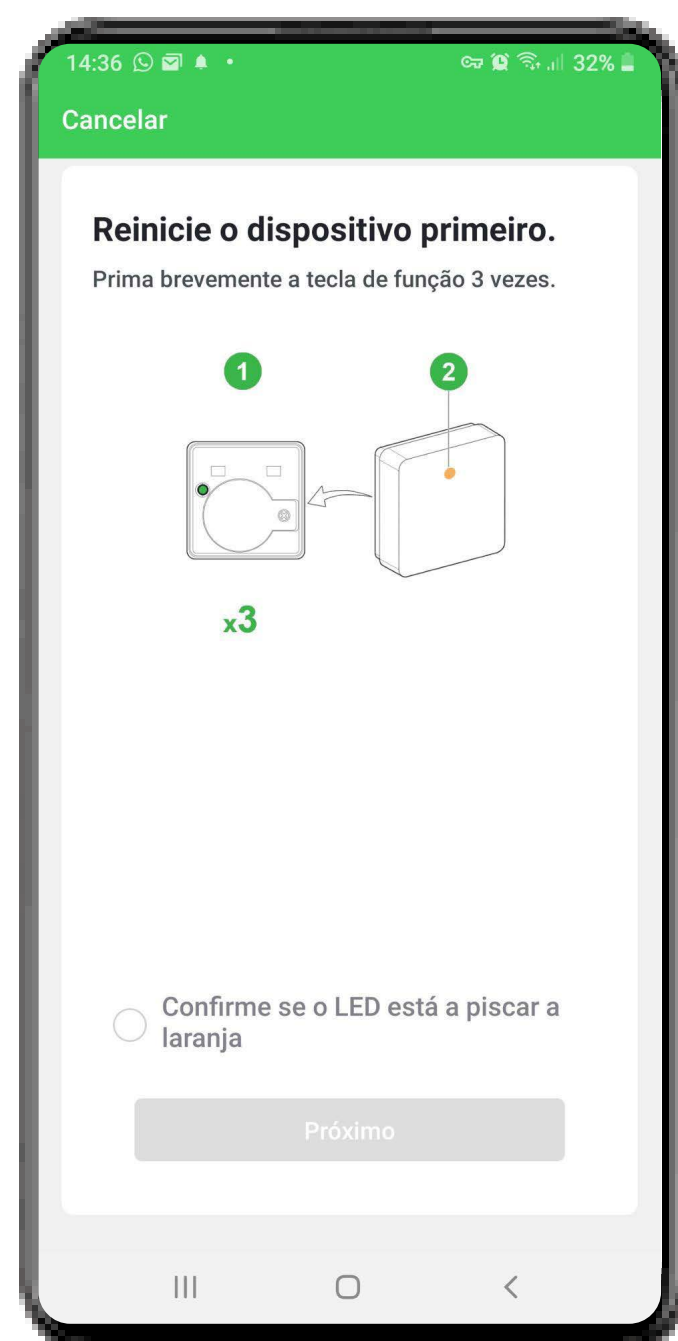 14:36
32%
Cancelar
Reinicie o dispositivo primeiro.
Prima brevemente a tecla de função 3 vezes.
1
2
x3
Confirme se o LED está a piscar a
laranja
Próximo